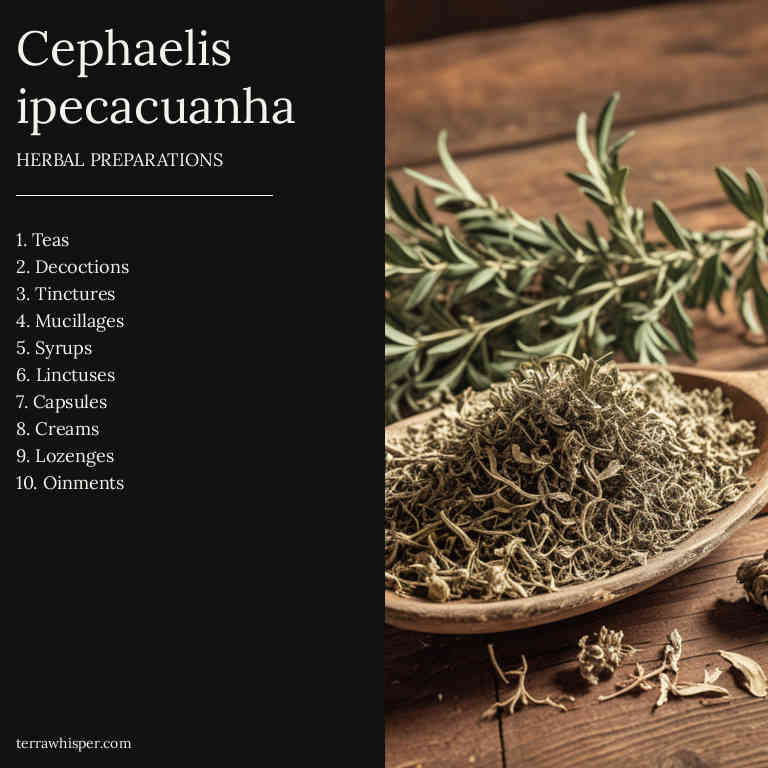 Cephaelis
ipecacuanha
HERBAL PREPARATIONS
1. Teas
2. Decoctions
3. Tinctures
4. Mucillages
5. Syrups
6. Linctuses
7. Capsules
8. Creams
9. Lozenges
10. Oinments
terrawhisper.com